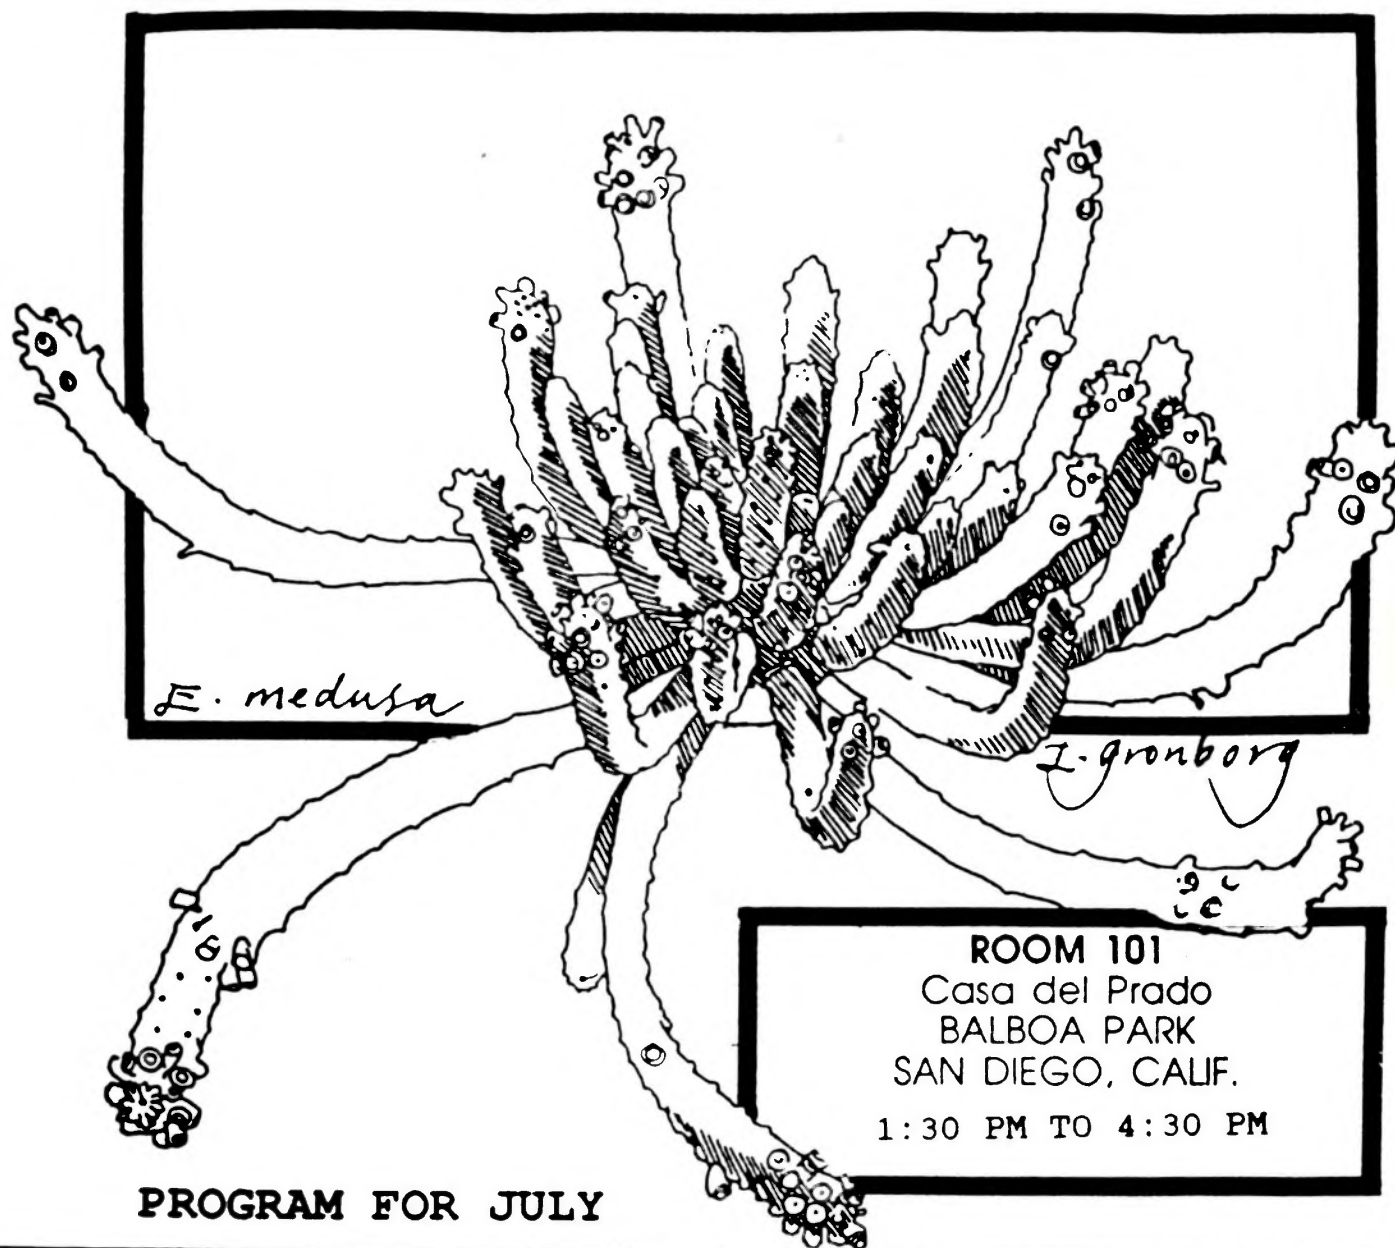 E. medusa
I. gronborg
ROOM 101
Casa del Prado
BALBOA PARK
SAN DIEGO, CALIF.
1:30 PM TO 4:30 PM
PROGRAM FOR JULY